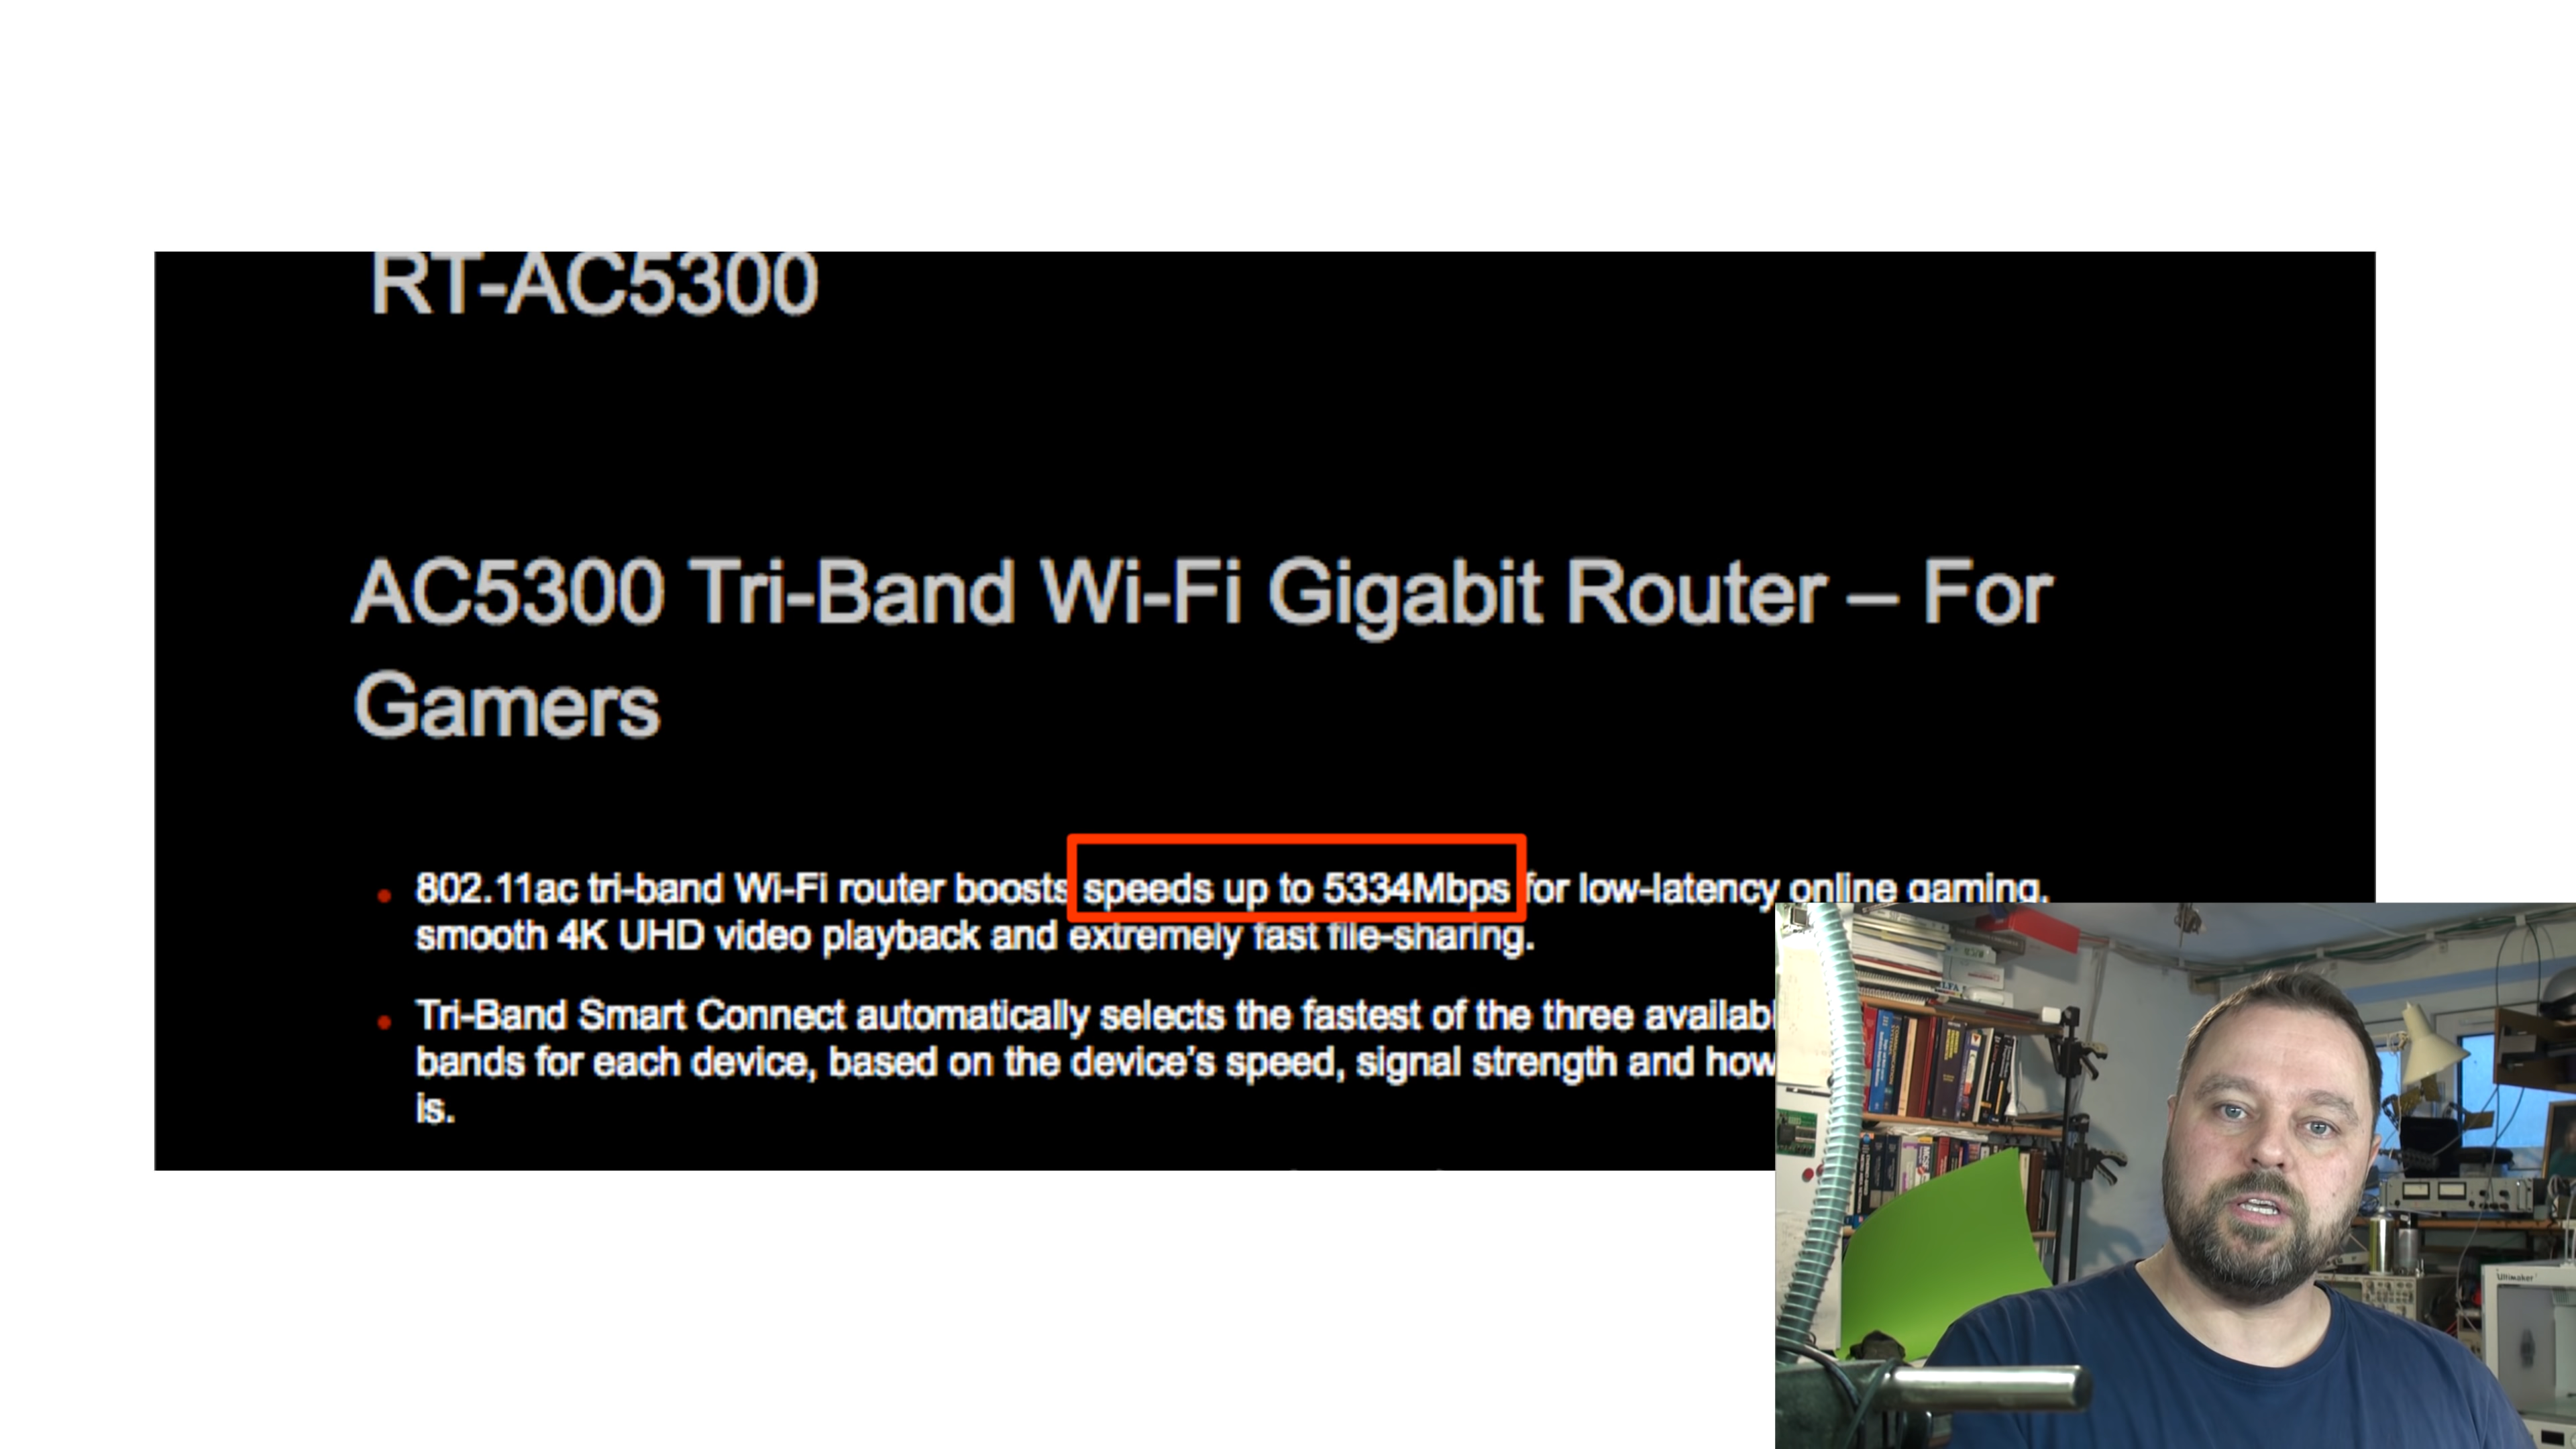 RT-AC5300
AC5300 Tri-Band Wi-Fi Gigabit Router – For
Gamers
802.11ac tri-band Wi-Fi router boosts speeds up to 5334Mbps for low-latency online gaming,
smooth 4K UHD video playback and extremely fast file-sharing.
Tri-Band Smart Connect automatically selects the fastest of the three availabl
bands for each device, based on the device's speed, signal strength and how
is.
Ultimaker